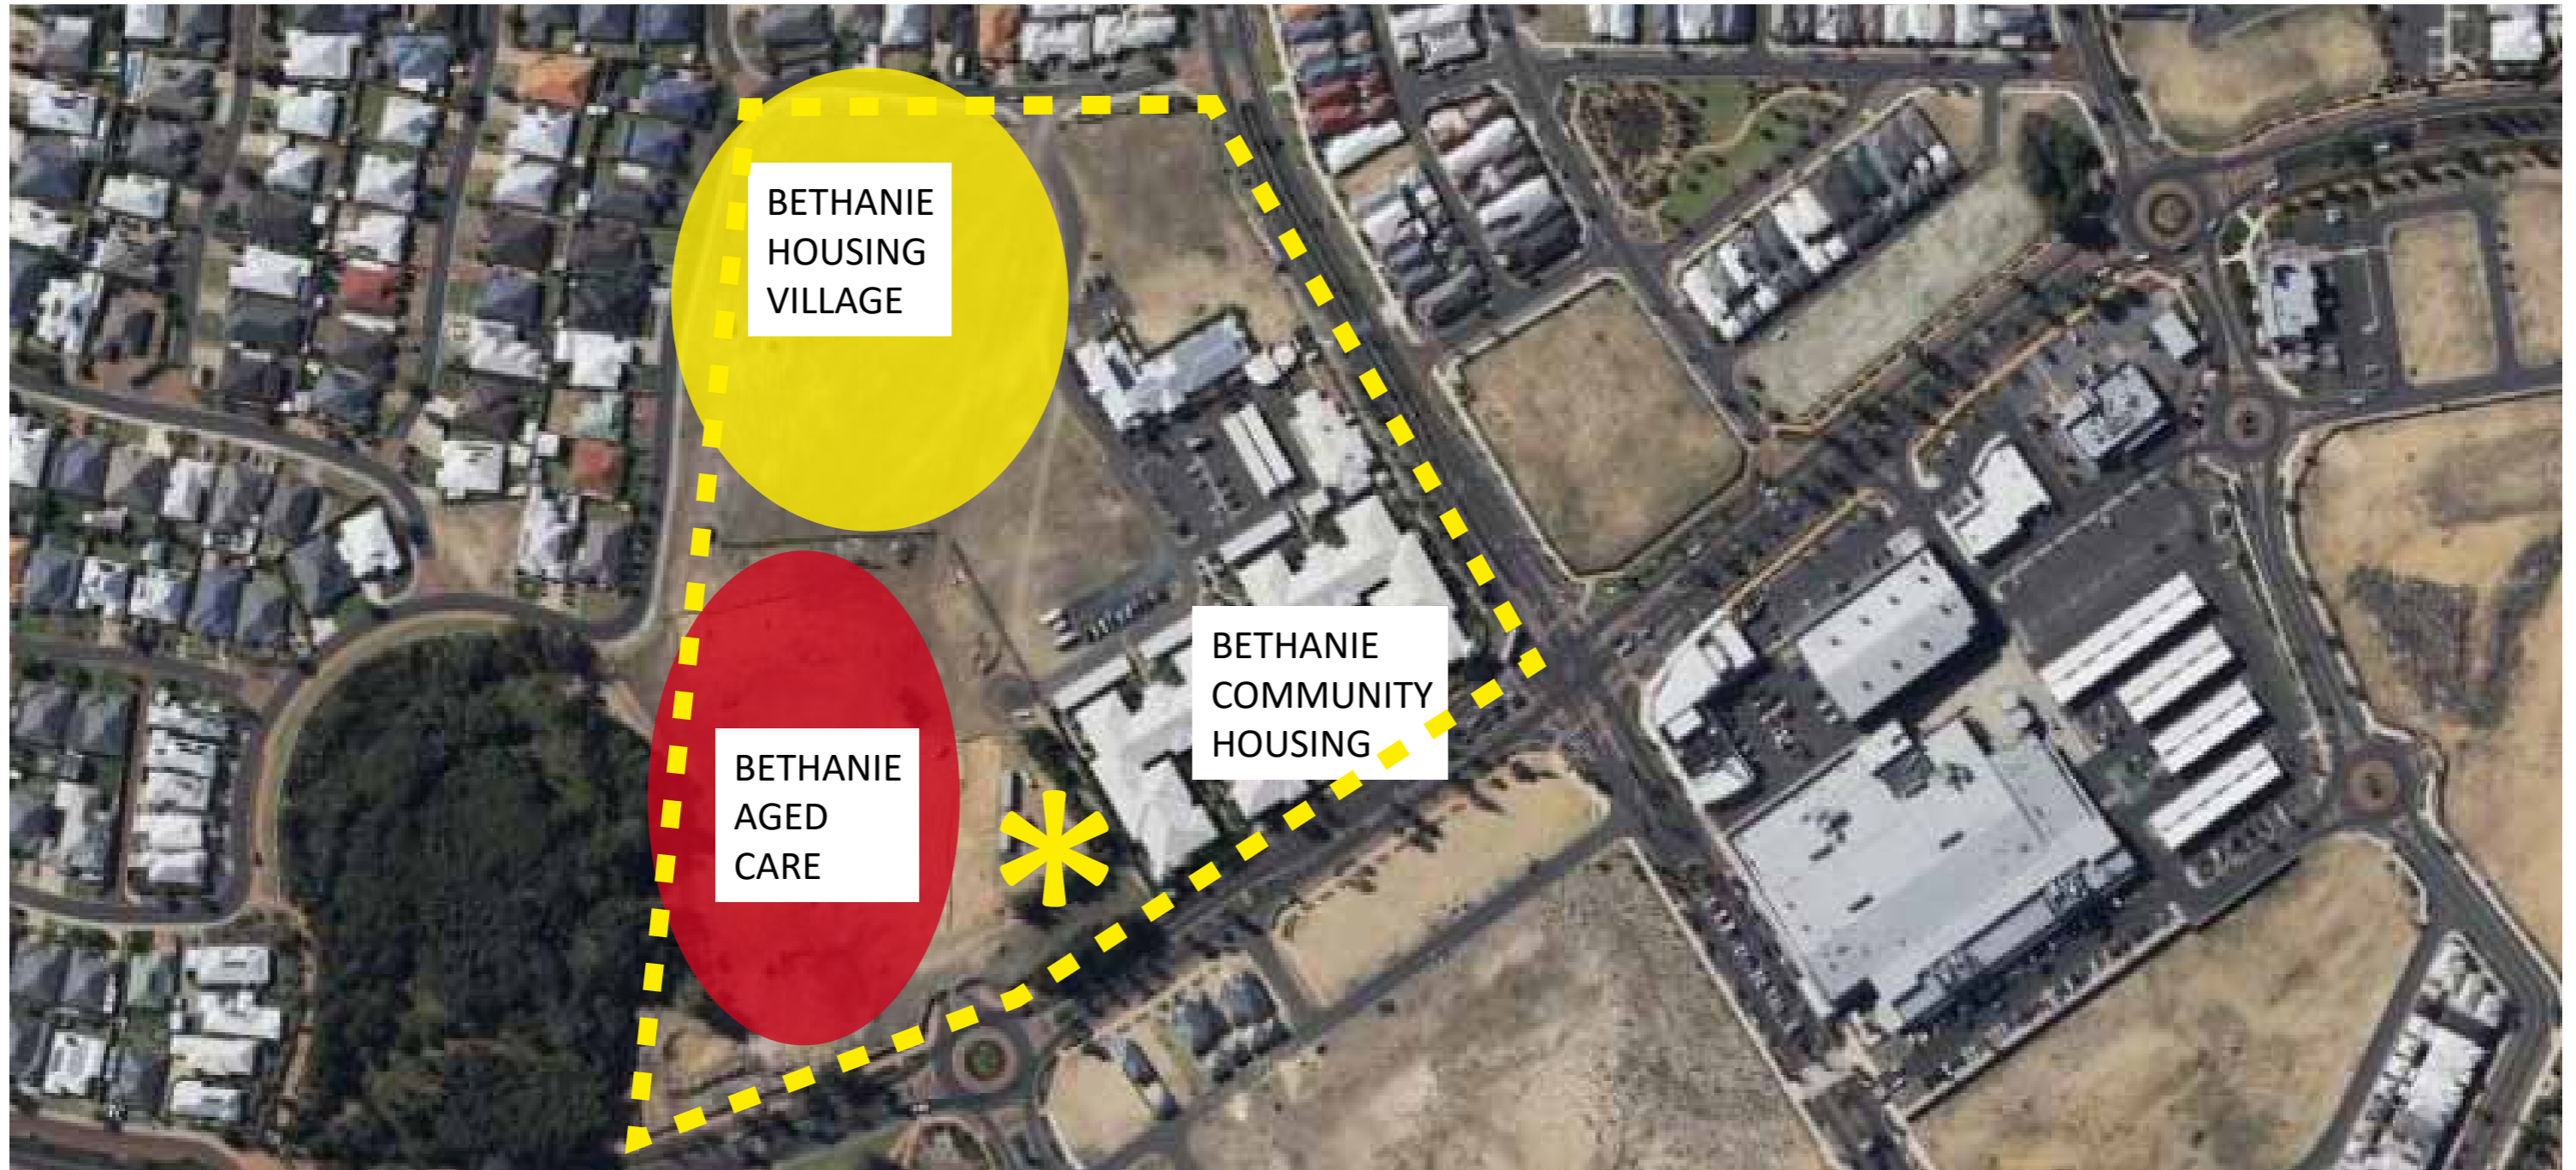 BETHANIE
HOUSING
VILLAGE
BETHANIE
COMMUNITY
HOUSING
BETHANIE
AGED
CARE